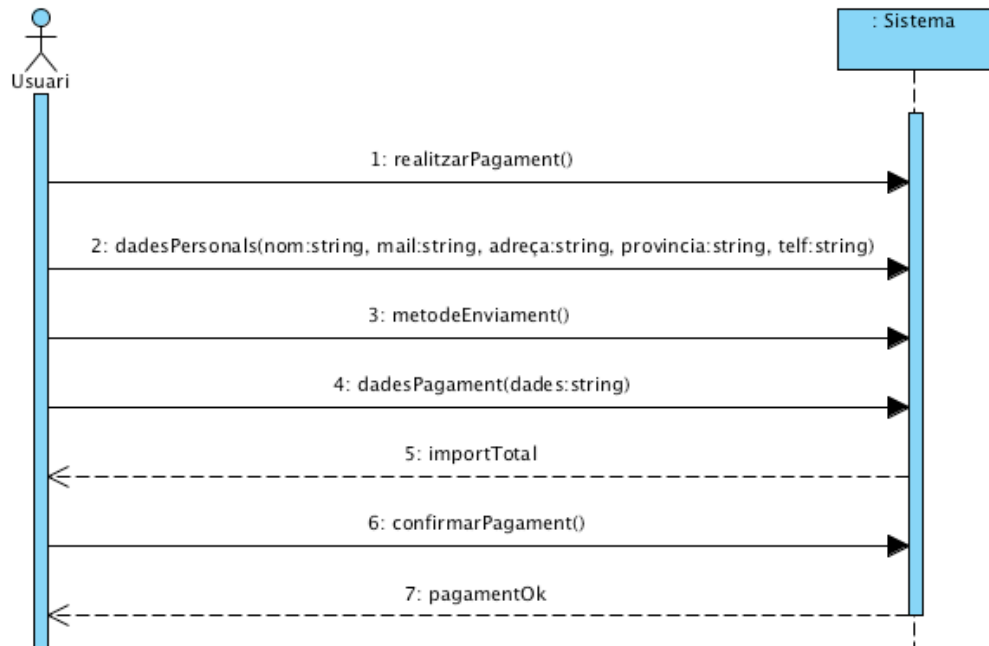 : Sistema
Usuari
1: realitzarPagament()
2: dadesPersonals(nom:string, mail:string, adreça:string, provincia:string, telf:string)
3: metodeEnviament()
4: dadesPagament(dades:string)
5: importTotal
6: confirmarPagament()
7: pagamentOk